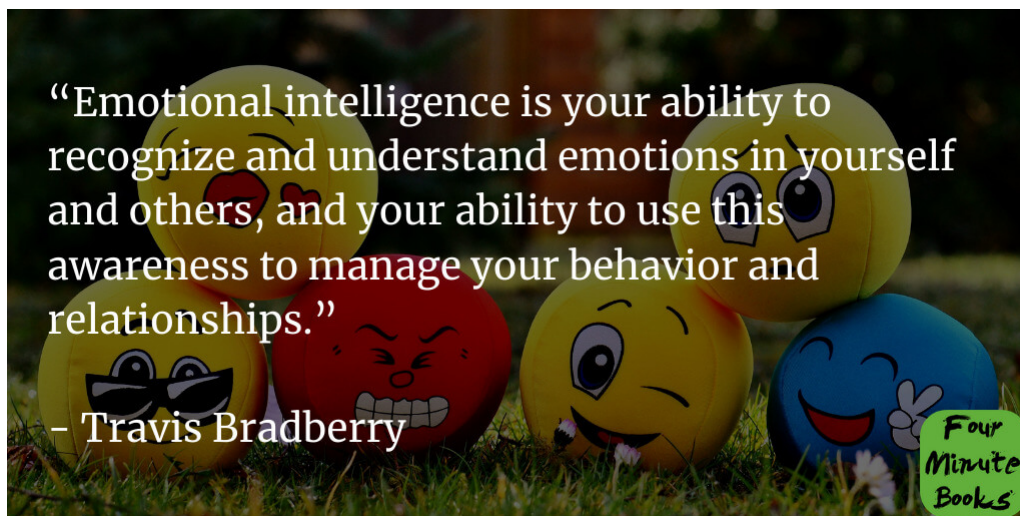 “Emotional intelligence is your ability to
recognize and understand emotions in yourself
and others, and your ability to use this
awareness to manage your behavior and
relationships.”
- Travis Bradberry
Four
Minute
Books